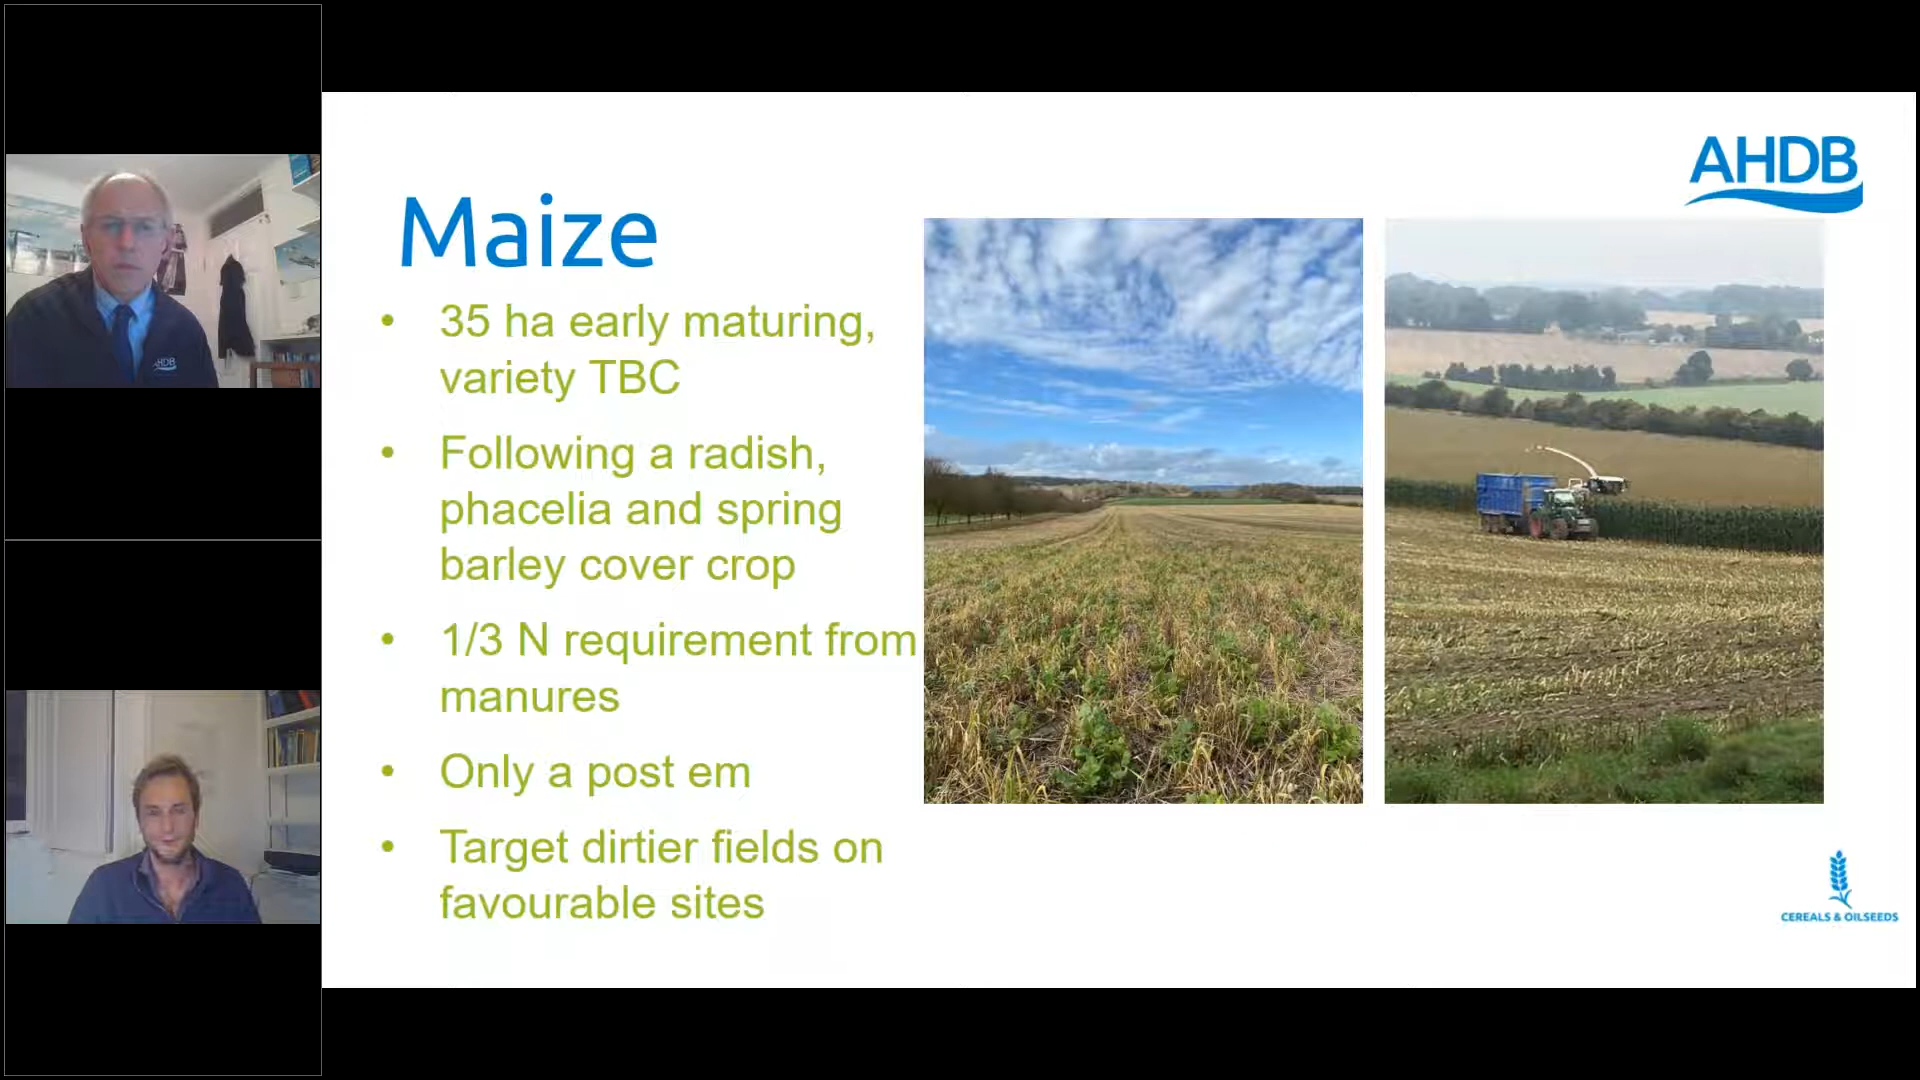 AHDB
Maize
• 35 ha early maturing,
variety TBC
• Following a radish,
phacelia and spring
barley cover crop
• 1/3 N requirement from
manures
• Only a post em
• Target dirtier fields on
favourable sites
CEREALS & OILSEEDS
AHDB